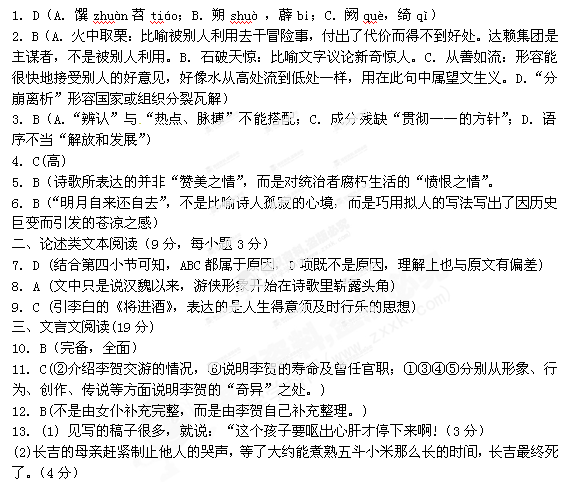 1. D（A. 馔 zhuàn 苕 tiáo；B. 朔 shuò ，薜 bì；C. 阙 què，绮 qǐ）
2. B（A. 火中取栗：比喻被别人利用去干冒险事，付出了代价而得不到好处。达赖集团是
主谋者，不是被别人利用。B. 石破天惊：比喻文字议论新奇惊人。C. 从善如流：形容能
很快地接受别人的好意见，好像水从高处流到低处一样，用在此句中属望文生义。D．“分
崩离析”形容国家或组织分裂瓦解）
3. B（A．“辨认”与“热点、脉搏”不能搭配；C. 成分残缺“贯彻一一的方针”；D. 语
序不当“解放和发展”）
4. C(高)
5. B（诗歌所表达的并非“赞美之情”，而是对统治者腐朽生活的“愤恨之情”。
6. B（“明月自来还自去”，不是比喻诗人孤寂的心境，而是巧用拟人的写法写出了因历史
巨变而引发的苍凉之感）
二、论述类文本阅读（9 分，每小题 3 分）
7. D（结合第四小节可知，ABC 都属于原因，D 项既不是原因，理解上也与原文有偏差）
8. A（文中只是说汉魏以来，游侠形象开始在诗歌里崭露头角）
9. C（引李白的《将进酒》，表达的是人生得意须及时行乐的思想）
三、文言文阅读(19 分)
10. B（完备，全面）
11. C(②介绍李贺交游的情况，⑥说明李贺的寿命及曾任官职；①③④⑤分别从形象、行
为、创作、传说等方面说明李贺的“奇异”之处。)
12. B(不是由女仆补充完整，而是由李贺自己补充整理。)
13. (1) 见写的稿子很多，就说：“这个孩子要呕出心肝才停下来啊!（3 分）
(2)长吉的母亲赶紧制止他人的哭声，等了大约能煮熟五斗小米那么长的时间，长吉最终死
了。（4 分）